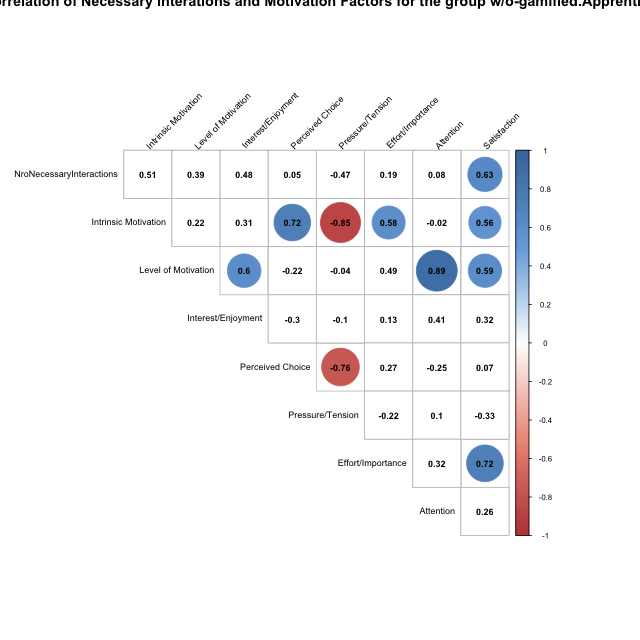 of Necessary Interations and Motivation Factors for the group w/o-gamified.
Intrinsic Motivation
Level of Motivation
Interest/Enjoyment
Perceived Choice
Pressure/Tension
Effort/Importance
Attention
Satisfaction
NroNecessaryInteractions 0.51 0.39 0.48 0.05 -0.47 0.19 0.08 0.63
Intrinsic Motivation 0.22 0.31 0.72 -0.85 0.58 -0.02 0.56
Level of Motivation 0.6 -0.22 -0.04 0.49 0.89 0.59
Interest/Enjoyment -0.3 -0.1 0.13 0.41 0.32
Perceived Choice -0.76 0.27 -0.25 0.07
Pressure/Tension -0.22 0.1 -0.33
Effort/Importance 0.32 0.72
Attention 0.26
1
0.8
0.6
0.4
0.2
0
-0.2
-0.4
-0.6
-0.8
-1